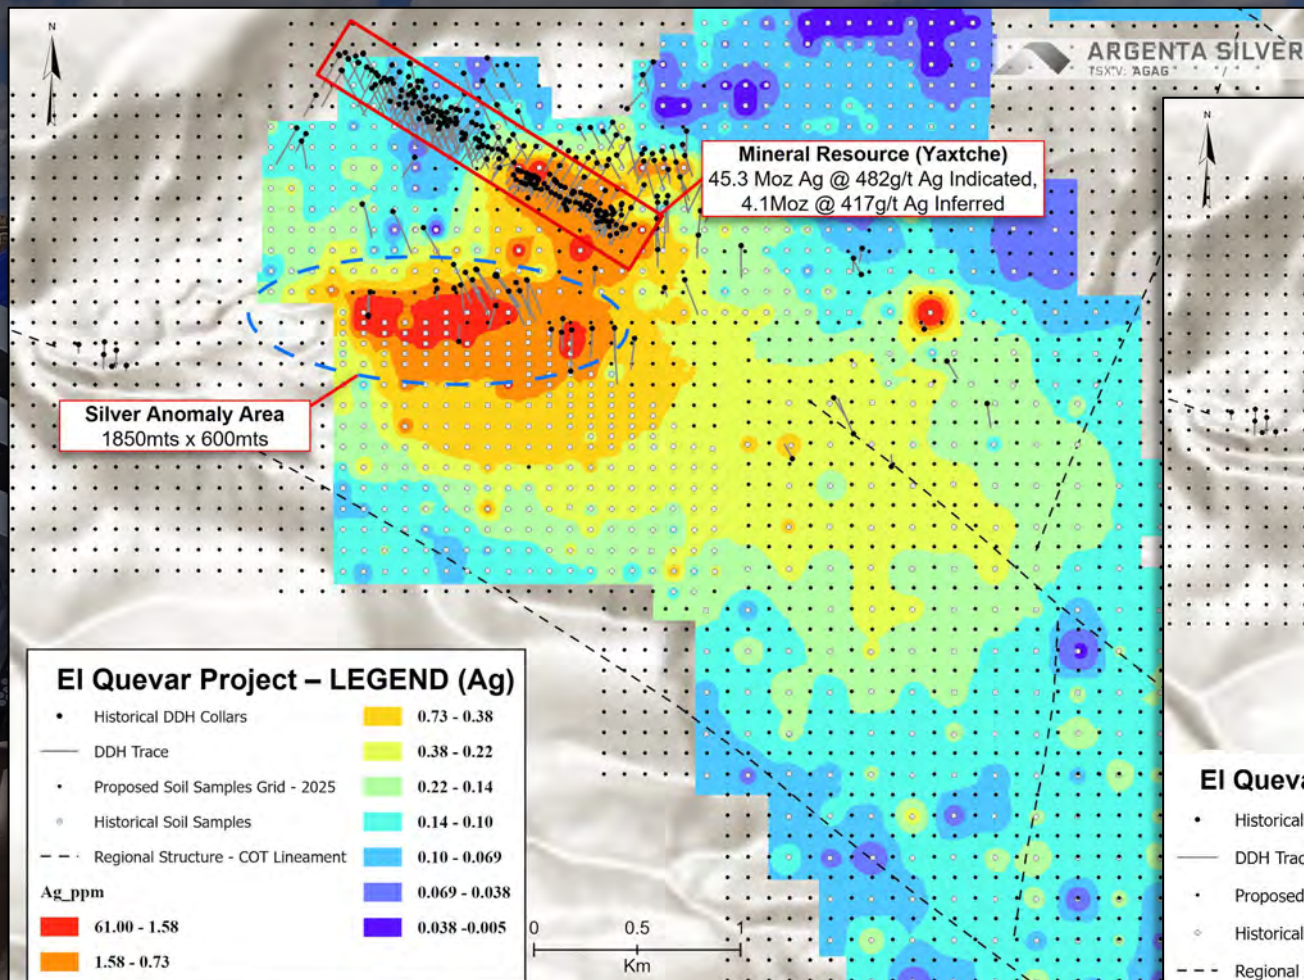 N
ARGENTA SILVER
TSX.V: AGAG
N
Mineral Resource (Yaxtche)
45.3 Moz Ag @ 482g/t Ag Indicated,
4.1Moz @ 417g/t Ag Inferred
Silver Anomaly Area
1850mts x 600mts
El Quevar Project – LEGEND (Ag)
Historical DDH Collars
DDH Trace
Proposed Soil Samples Grid - 2025
Historical Soil Samples
Regional Structure - COT Lineament
Ag_ppm
61.00 - 1.58
1.58 - 0.73
0.73 - 0.38
0.38 - 0.22
0.22 - 0.14
0.14 - 0.10
0.10 - 0.069
0.069 - 0.038
0.038 -0.005
0 0.5 1
Km
El Queva
Historical
DDH Trac
Proposed
Historical
Regional